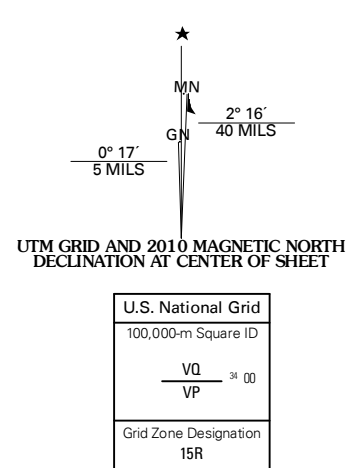 MN
2° 16´
40 MILS
GN
0° 17´
5 MILS
UTM GRID AND 2010 MAGNETIC NORTH
DECLINATION AT CENTER OF SHEET
U.S. National Grid
100,000-m Square ID
VQ
34 00
VP
Grid Zone Designation
15R